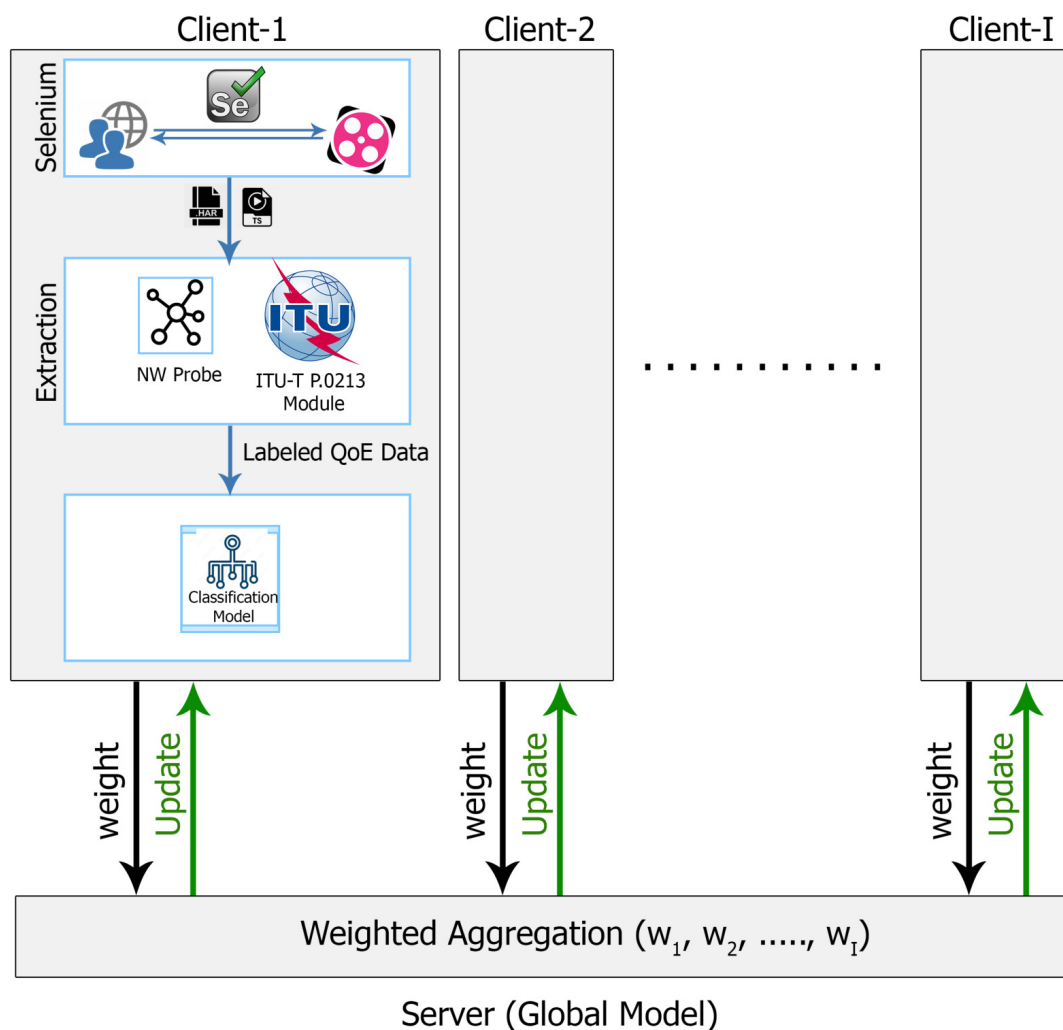 Client-1
Client-2
Client-I
Selenium
Se
.HAR
TS
Extraction
ITU
NW Probe
ITU-T P.0213
Module
Labeled QoE Data
Classification
Model
weight
Update
weight
Update
weight
Update
Weighted Aggregation (w₁, w₂, ....., w_I)
Server (Global Model)